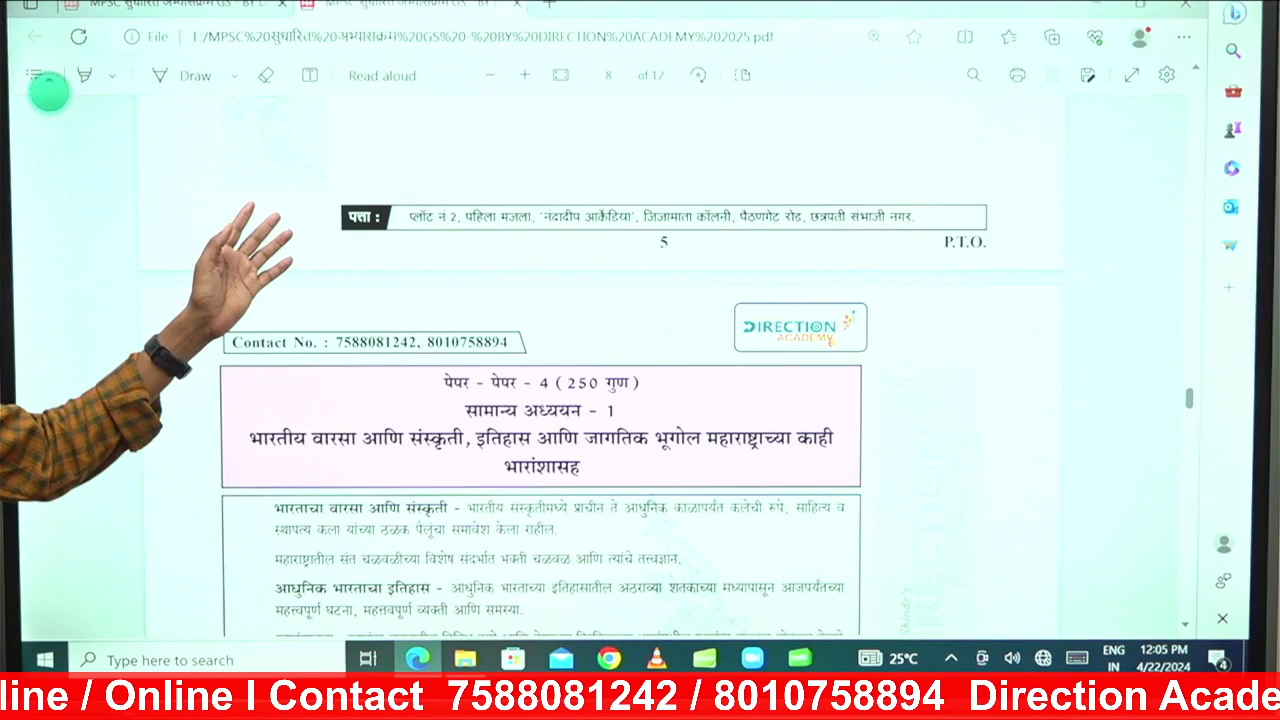 MPSC सुधारित अभ्यासक्रम GS - BY
File
E:/MPSC%20सुधारित%20अभ्यासक्रम%20GS%20-%20BY%20DIRECTION%20ACADEMY%202025.pdf
Draw
Read aloud
8 of 12
पत्ता : प्लॉट नं 2, पहिला मजला, 'नंदादीप आर्केडिया', जिजामाता कॉलनी, पैठणगेट रोड, छत्रपती संभाजी नगर.
5 P.T.O.
Contact No. : 7588081242, 8010758894
DIRECTION
ACADEMY
पेपर - पेपर - 4 ( 250 गुण )
सामान्य अध्ययन - 1
भारतीय वारसा आणि संस्कृती, इतिहास आणि जागतिक भूगोल महाराष्ट्राच्या काही
भारांशासह
भारताचा वारसा आणि संस्कृती - भारतीय संस्कृतीमध्ये प्राचीन ते आधुनिक काळापर्यंत कलेची रुपे, साहित्य व
स्थापत्य कला यांच्या ठळक पैलूंचा समावेश केला राहील.
महाराष्ट्रातील संत चळवळीच्या विशेष संदर्भात भक्ती चळवळ आणि त्यांचे तत्त्वज्ञान.
आधुनिक भारताचा इतिहास - आधुनिक भारताच्या इतिहासातील अठराव्या शतकाच्या मध्यापासून आजपर्यंतच्या
महत्त्वपूर्ण घटना, महत्तवपूर्ण व्यक्ती आणि समस्या.
Type here to search
25°C
ENG
IN
12:05 PM
4/22/2024
4
line / Online I Contact 7588081242 / 8010758894 Direction Acade